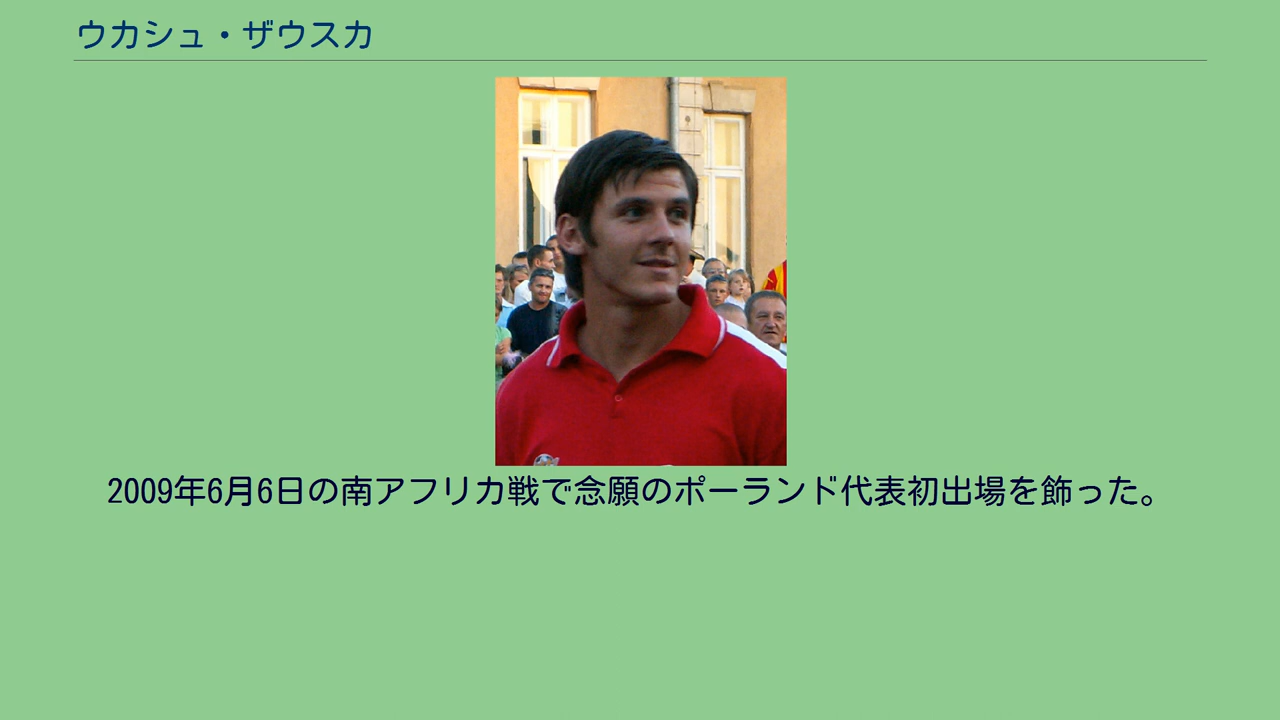 ウカシュ・ザウスカ
2009年6月6日の南アフリカ戦で念願のポーランド代表初出場を飾った。